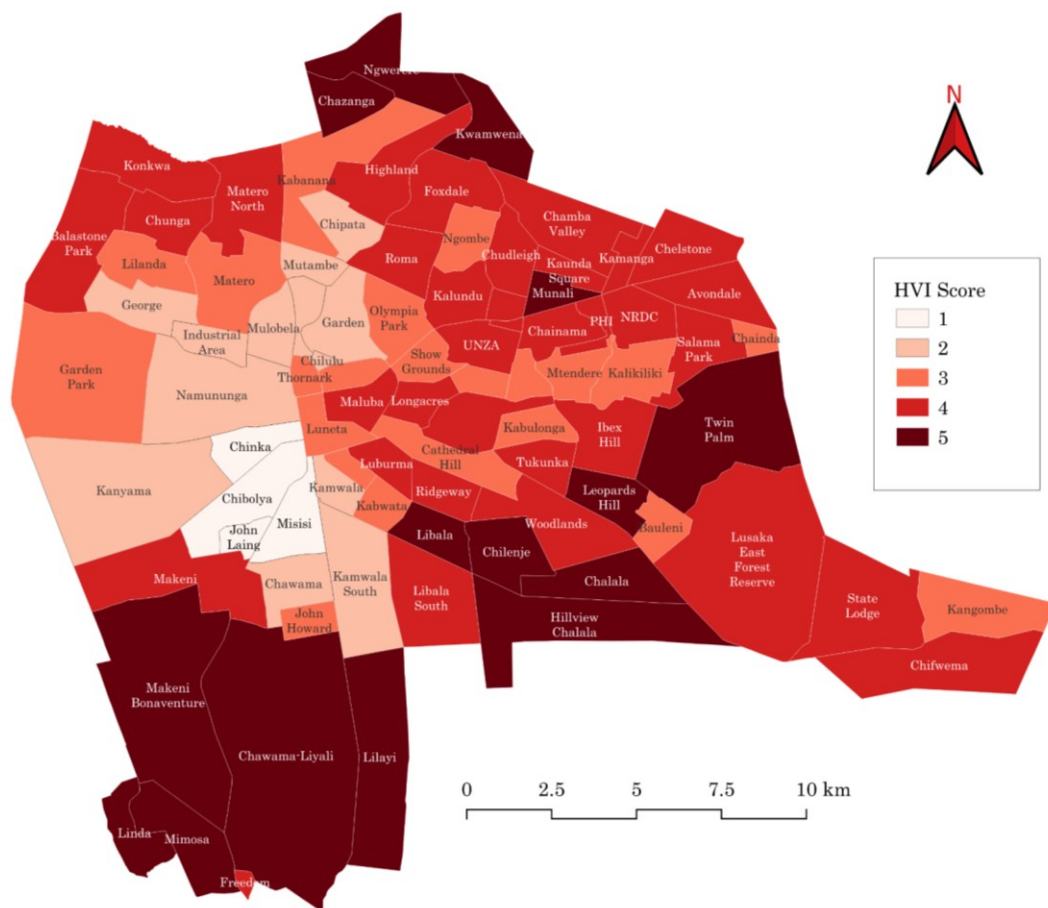 N
Ngwerere
Chazanga
Kwamwena
Konkwa
Highland
Kabanana
Matero
North
Foxdale
Chunga
Chipata
Chamba
Valley
Balastone
Park
Ngombe
Chelstone
Roma
Chudleigh
Kaunda
Square
Kamanga
Lilanda
Mutambe
Matero
Munali
Kalundu
Avondale
George
Olympia
Park
Garden
Mulobela
Industrial
Area
PHI
NRDC
Chainama
UNZA
Salama
Park
Chainda
Show
Grounds
Chilulu
Thornark
Garden
Park
Mtendere
Kalikiliki
Namununga
Maluba
Longacres
Luneta
Kabulonga
Ibex
Hill
Twin
Palm
Chinka
Cathedral
Hill
Luburma
Tukunka
Kanyama
Kamwala
Ridgeway
Chibolya
Leopards
Hill
Kabwata
Misisi
Woodlands
Bauleni
John
Laing
Libala
Lusaka
East
Forest
Reserve
Chilenje
Makeni
Chawama
Kamwala
South
Chalala
Libala
South
State
Lodge
Kangombe
John
Howard
Hillview
Chalala
Chifwema
Makeni
Bonaventure
Chawama-Liyali
Lilayi
Linda
Mimosa
Freedom
HVI Score
1
2
3
4
5
0 2.5 5 7.5 10 km